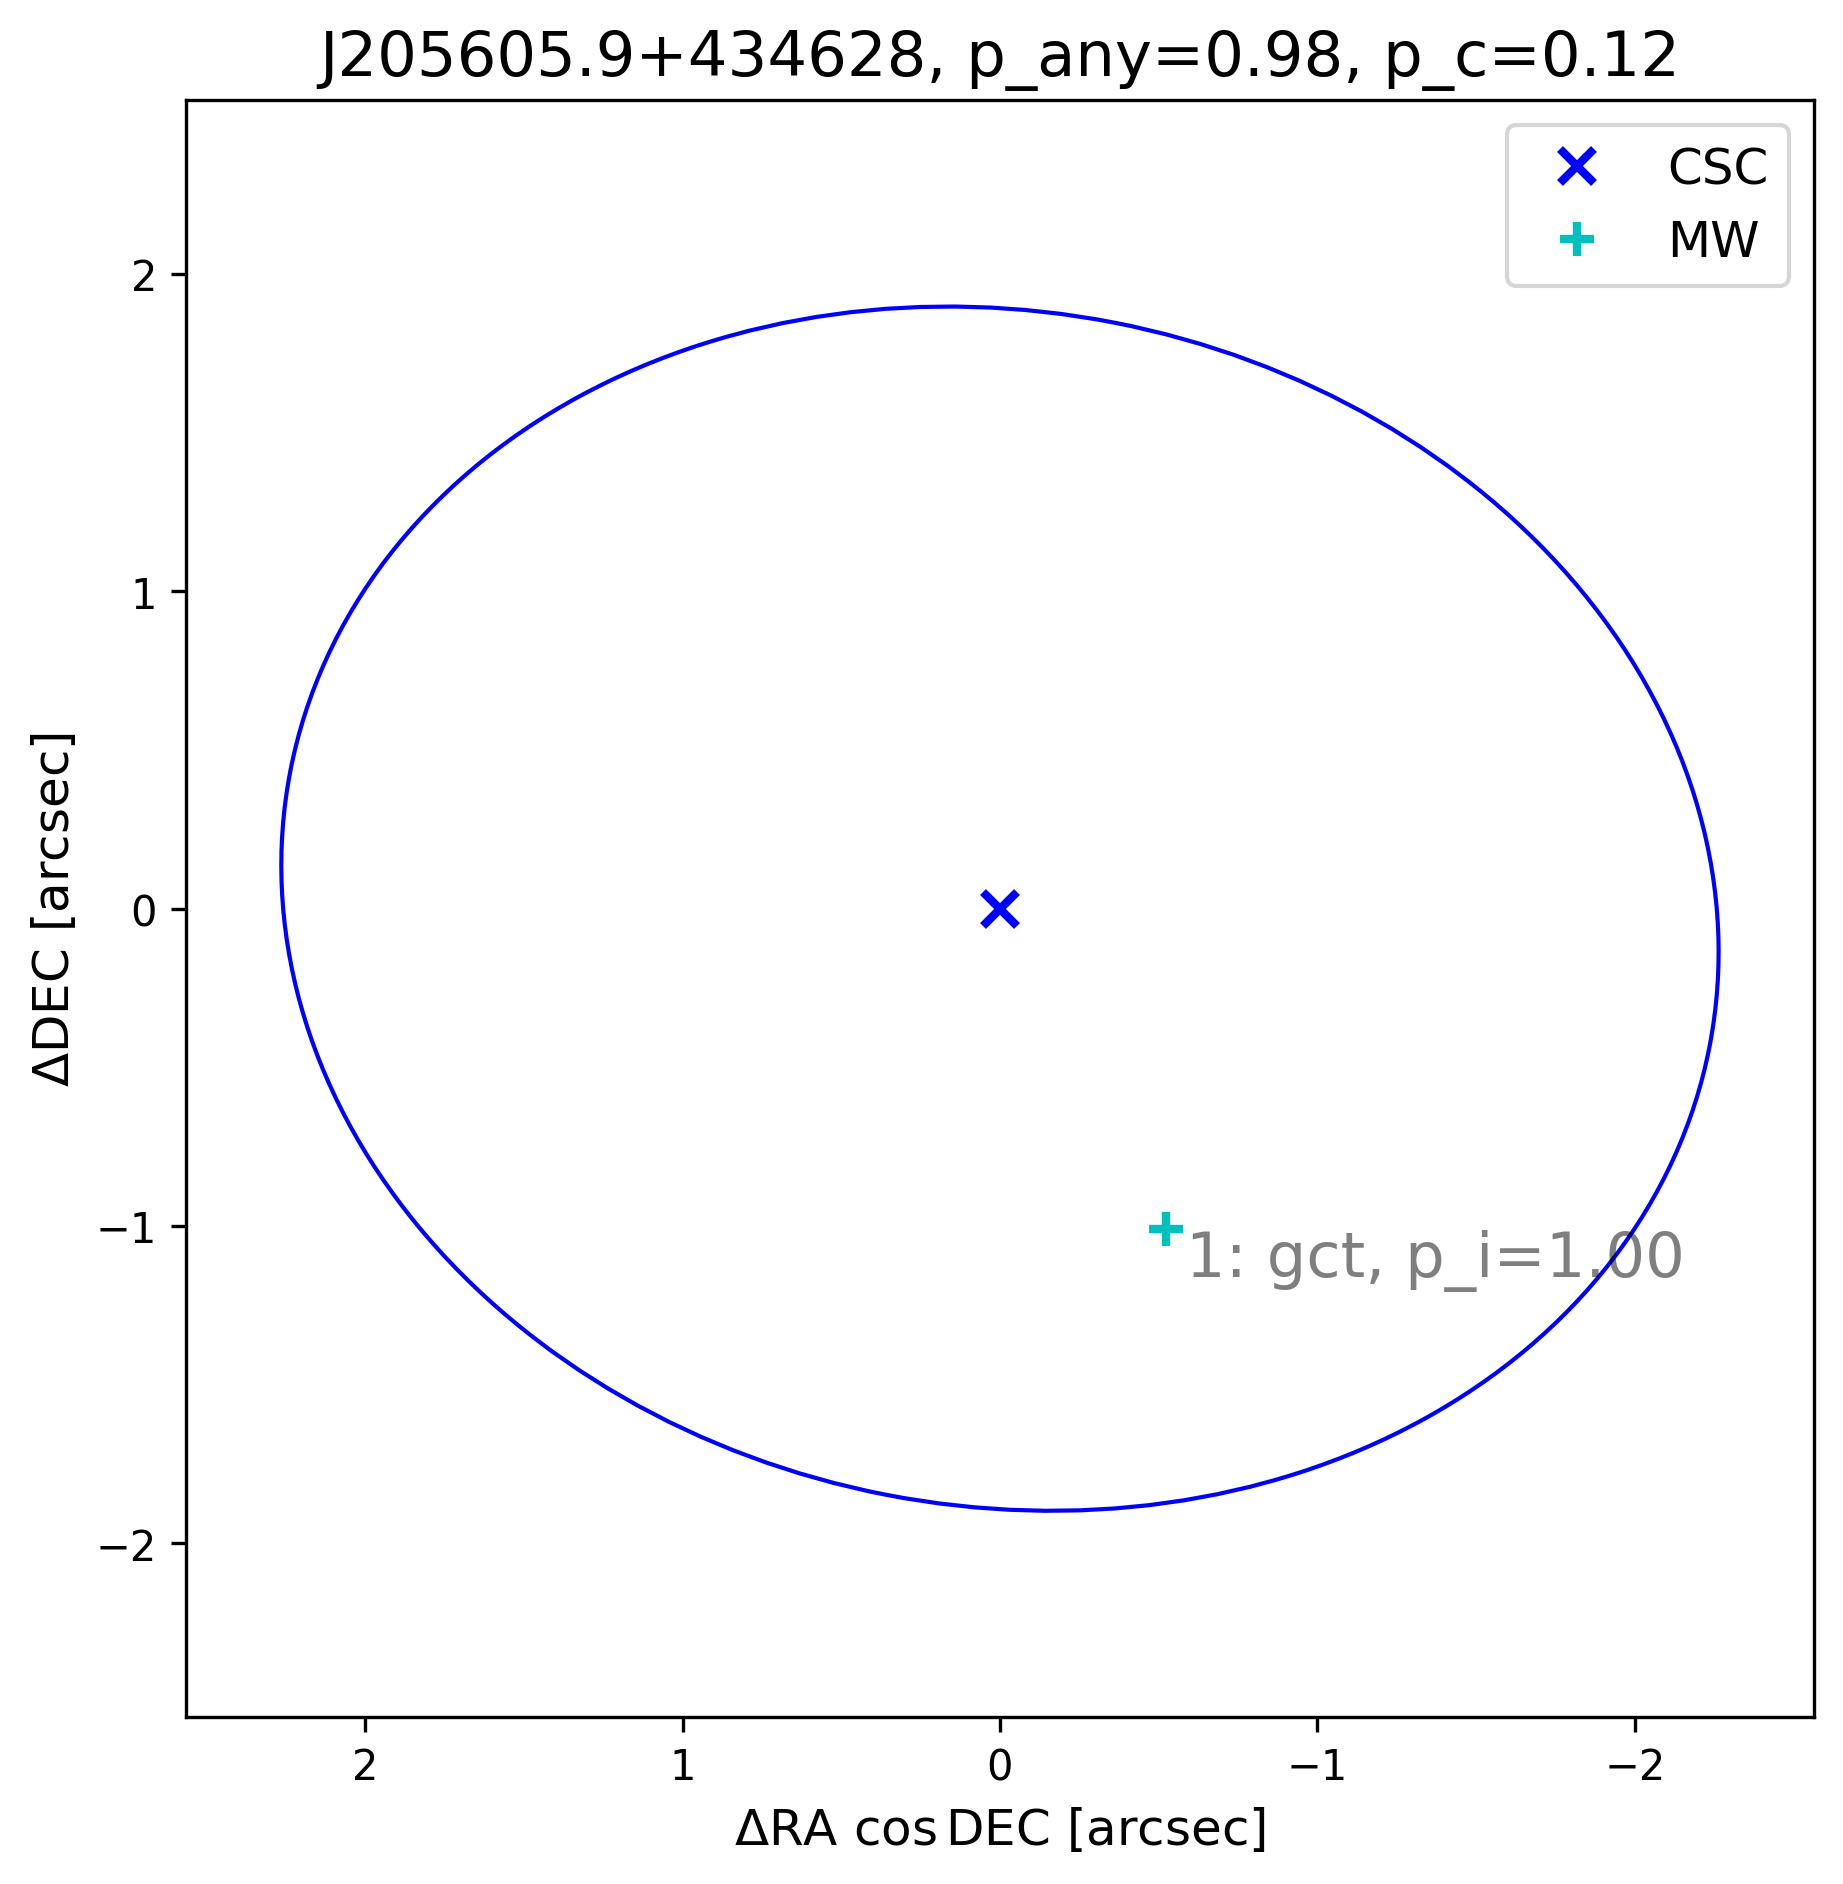 J205605.9+434628, p_any=0.98, p_c=0.12
CSC
MW
2
1
0
−1
−2
ΔDEC [arcsec]
1: gct, p_i=1.00
2 1 0 −1 −2
ΔRA cos DEC [arcsec]